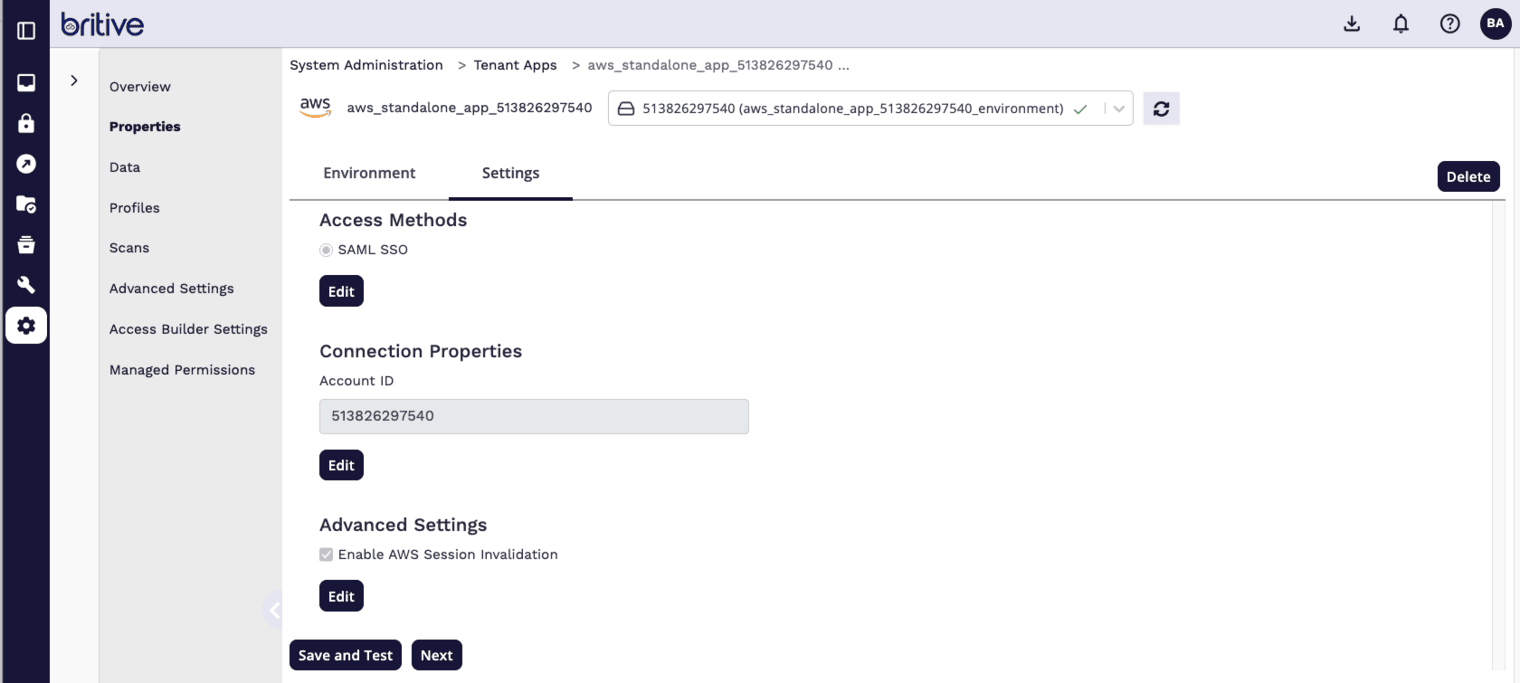 britive
BA
System Administration > Tenant Apps > aws_standalone_app_513826297540 ...
aws aws_standalone_app_513826297540 513826297540 (aws_standalone_app_513826297540_environment)
Overview
Properties
Data
Profiles
Scans
Advanced Settings
Access Builder Settings
Managed Permissions
Environment Settings
Delete
Access Methods
SAML SSO
Edit
Connection Properties
Account ID
513826297540
Edit
Advanced Settings
Enable AWS Session Invalidation
Edit
Save and Test Next